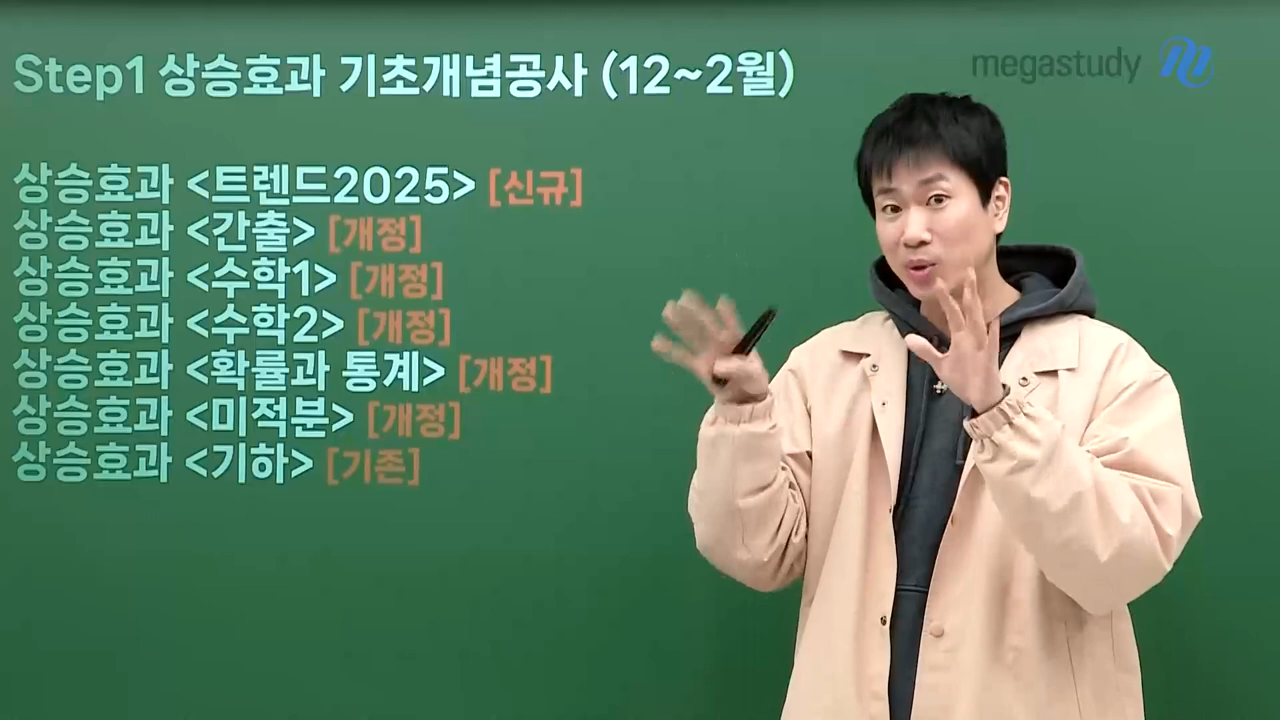 Step1 상승효과 기초개념공사 (12~2월)
megastudy
상승효과 <트렌드2025> [신규]
상승효과 <간출> [개정]
상승효과 <수학1> [개정]
상승효과 <수학2> [개정]
상승효과 <확률과 통계> [개정]
상승효과 <미적분> [개정]
상승효과 <기하> [기존]